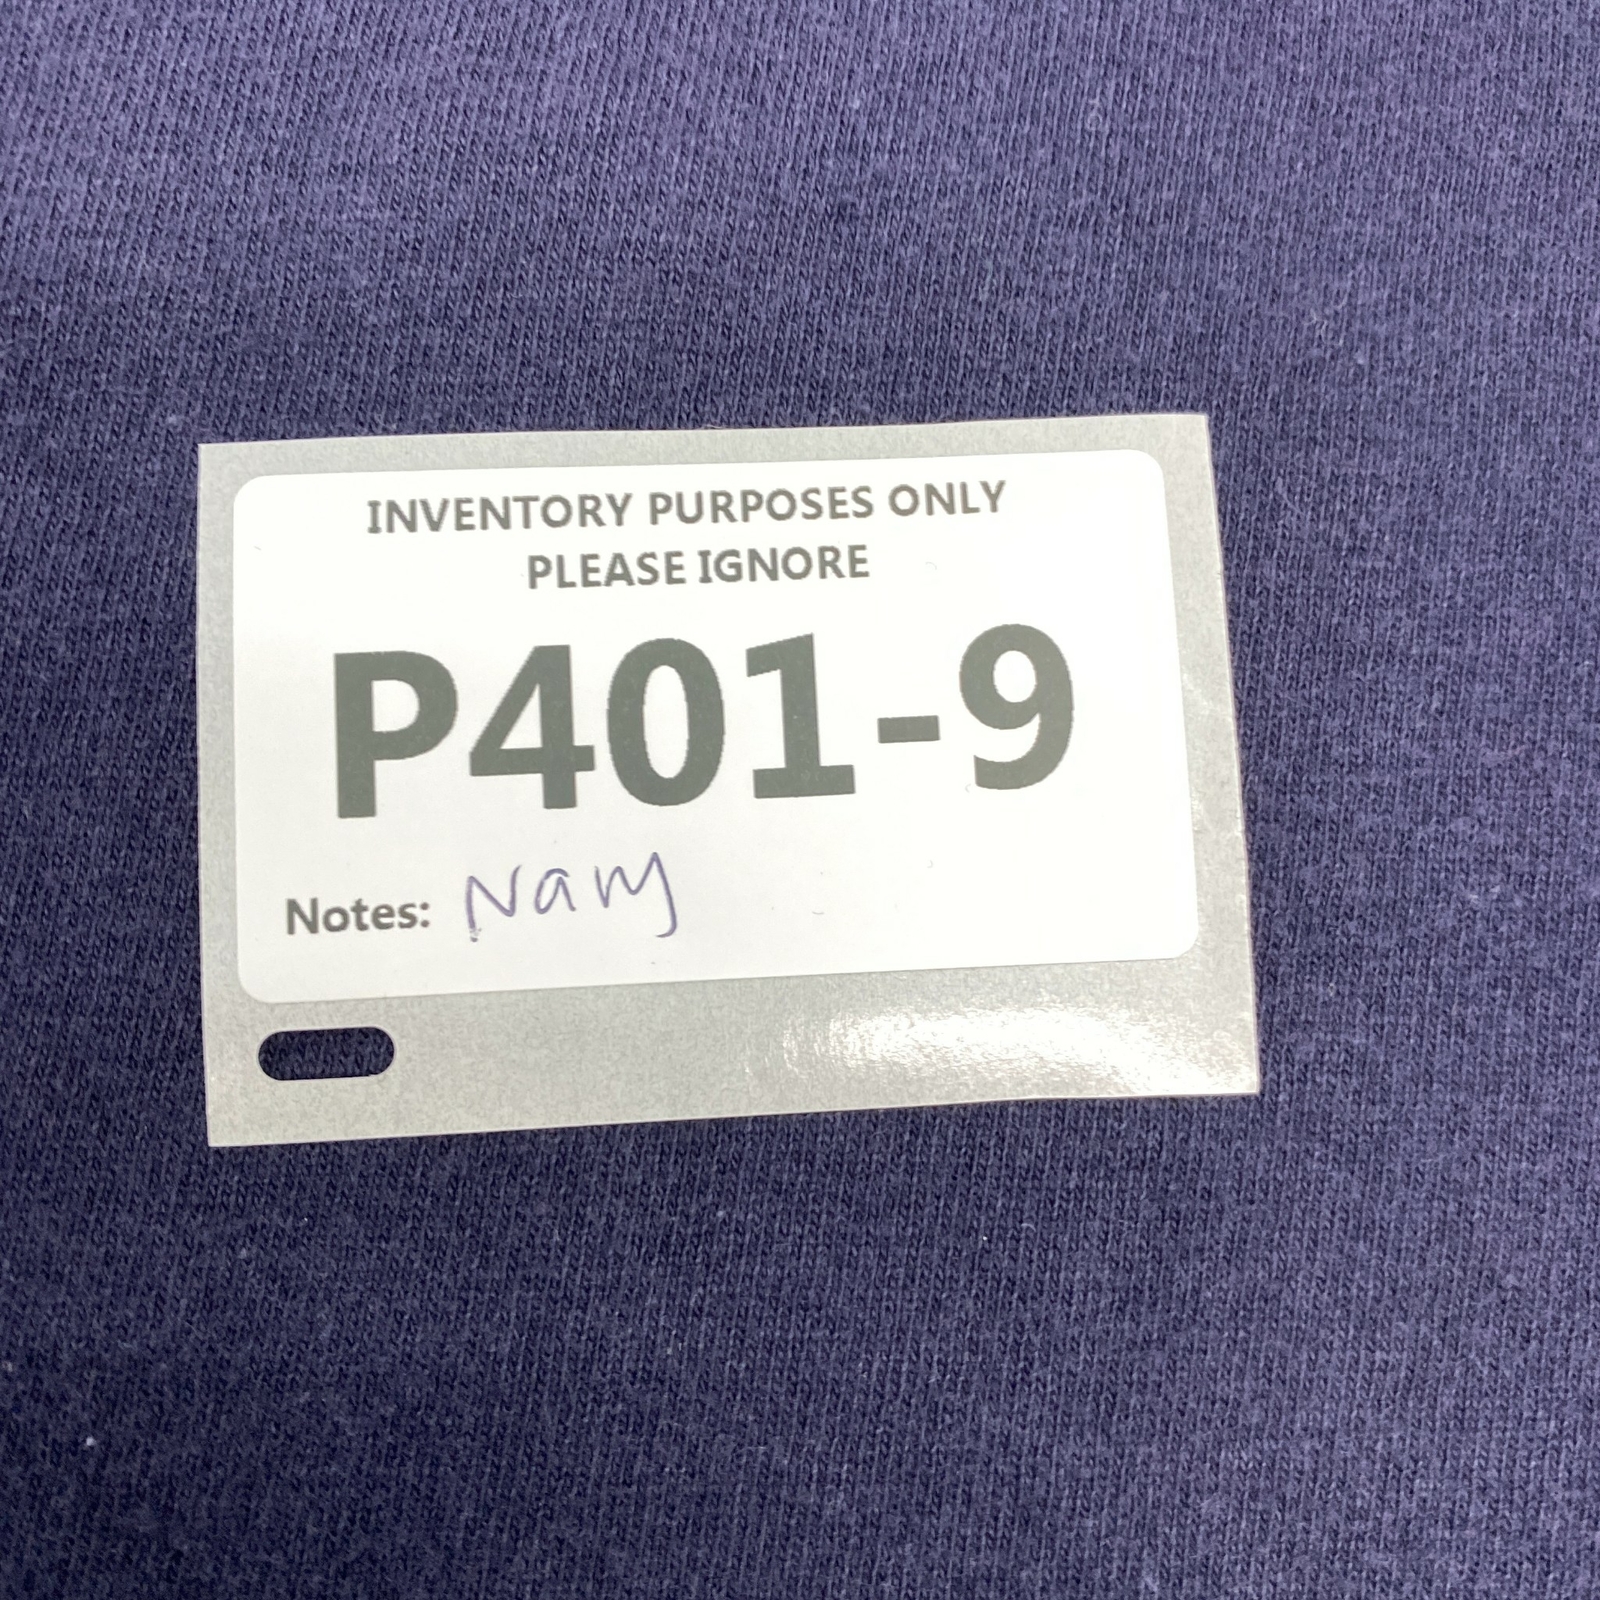 INVENTORY PURPOSES ONLY
PLEASE IGNORE
P401-9
Notes: Navy